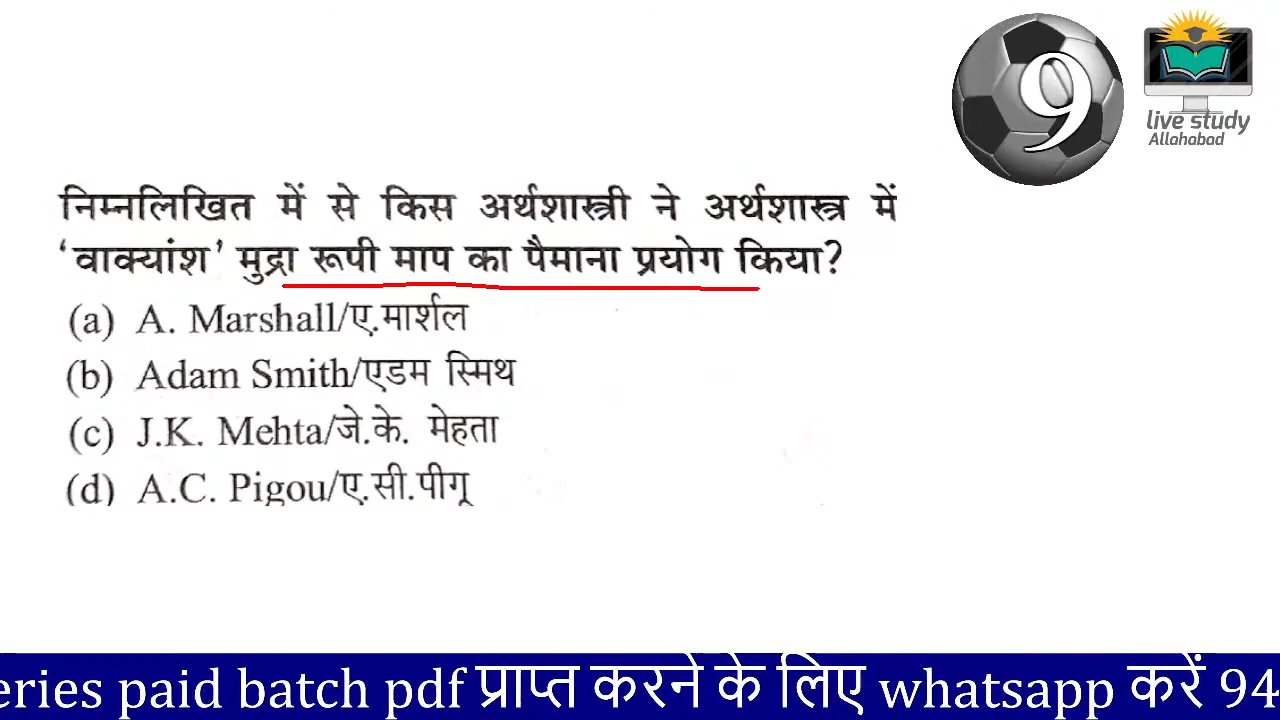 9
live study
Allahabad
निम्नलिखित में से किस अर्थशास्त्री ने अर्थशास्त्र में
‘वाक्यांश’ मुद्रा रूपी माप का पैमाना प्रयोग किया?
(a) A. Marshall/ए.मार्शल
(b) Adam Smith/एडम स्मिथ
(c) J.K. Mehta/जे.के. मेहता
(d) A.C. Pigou/ए.सी.पीगू
eries paid batch pdf प्राप्त करने के लिए whatsapp करें 94